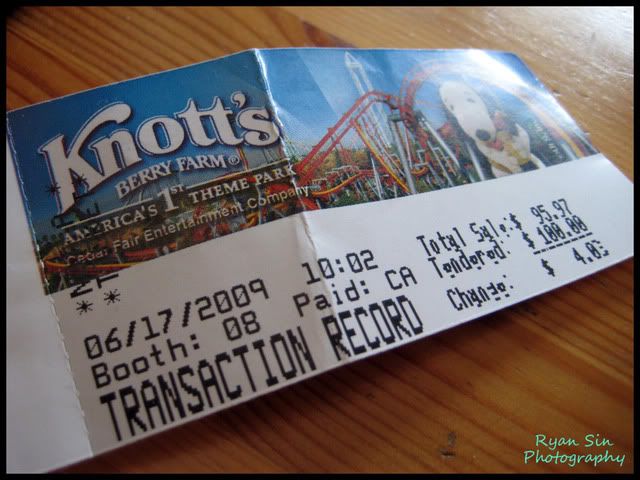 Knott's
BERRY FARM®
AMERICA'S 1ST THEME PARK
Cedar Fair Entertainment Company
06/17/2009 10:02
Booth: 08 Paid: CA
TRANSACTION RECORD
Total Sale: $ 95.97
Tendered: $ 100.00
Change: $ 4.03
Ryan Sin
Photography